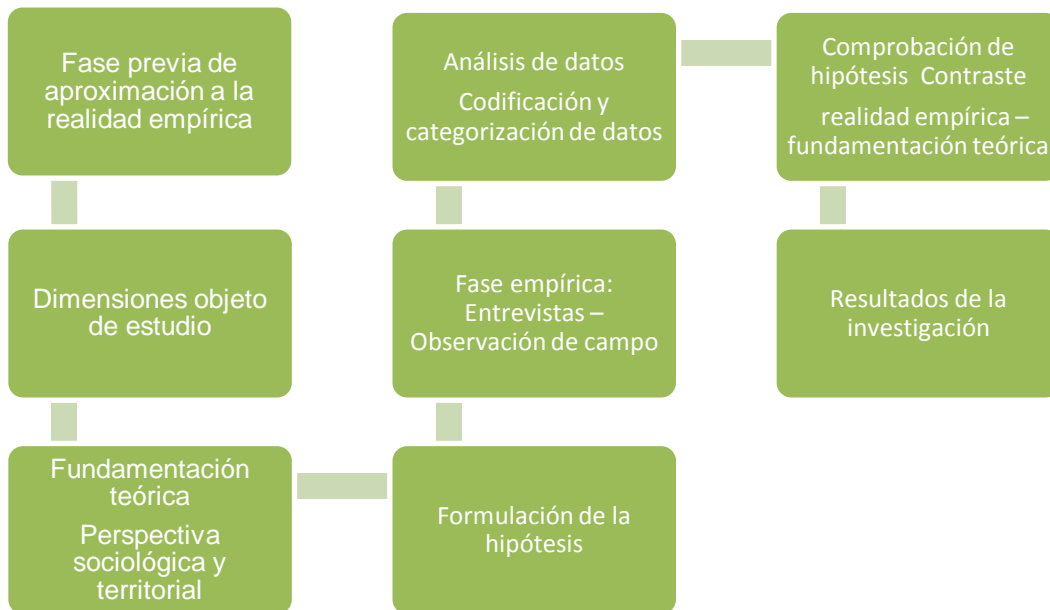 Fase previa de
aproximación a la
realidad empírica
Dimensiones objeto
de estudio
Fundamentación
teórica
Perspectiva
sociológica y
territorial
Formulación de la
hipótesis
Fase empírica:
Entrevistas –
Observación de campo
Análisis de datos
Codificación y
categorización de datos
Comprobación de
hipótesis  Contraste
realidad empírica –
fundamentación teórica
Resultados de la
investigación